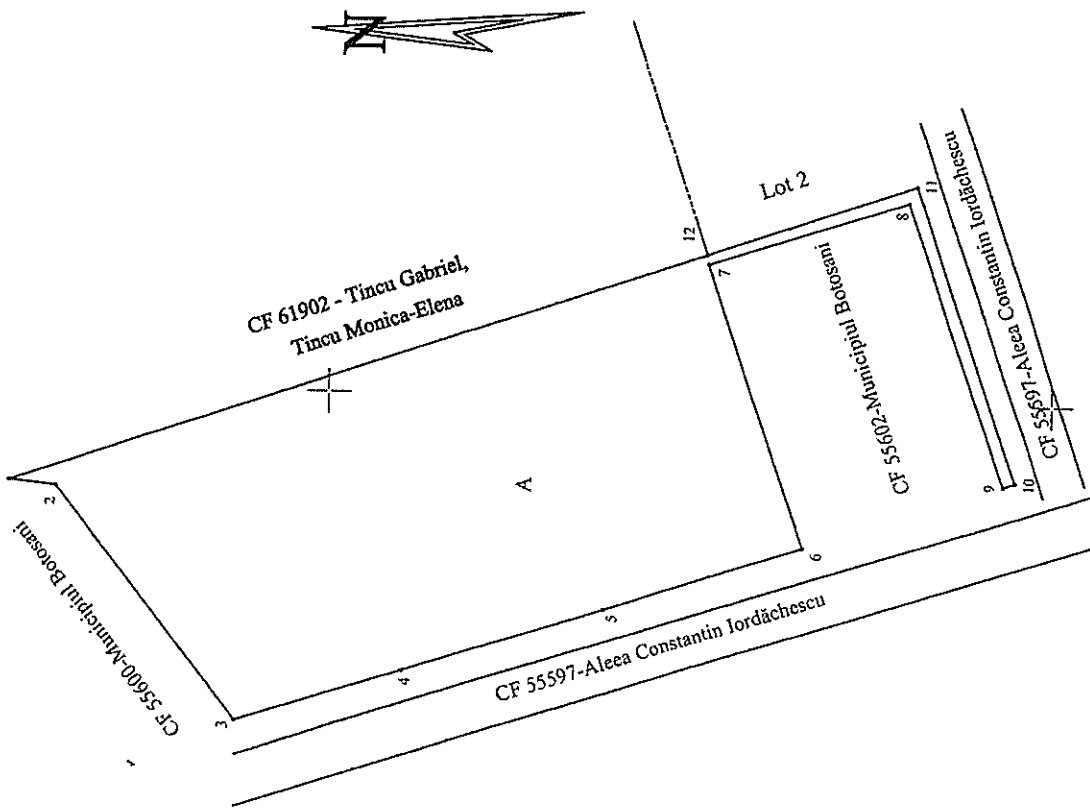 N
CF 61902 - Tincu Gabriel,
Tincu Monica-Elena
Lot 2
12
11
7
8
2
CF 55600-Municipiul Botosani
A
CF 55602-Municipiul Botosani
CF 55597-Aleea Constantin Iordăchescu
9
10
6
5
4
3
CF 55597-Aleea Constantin Iordăchescu